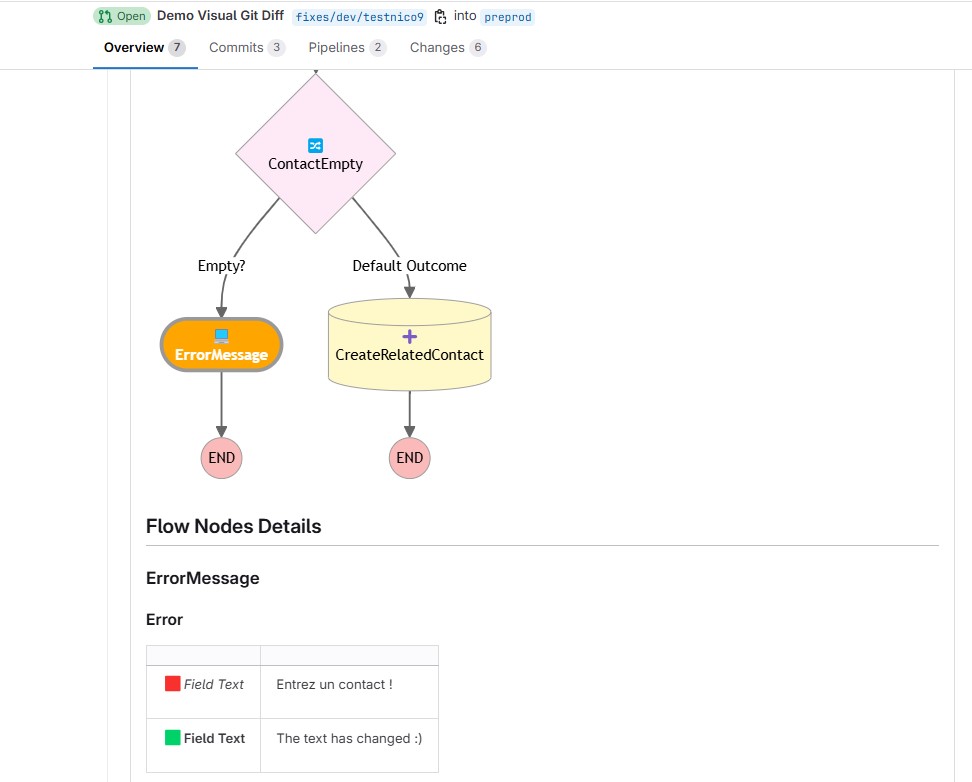 Open Demo Visual Git Diff fixes/dev/testnico9 into preprod
Overview 7 Commits 3 Pipelines 2 Changes 6
ContactEmpty
Empty? Default Outcome
ErrorMessage CreateRelatedContact
END END
Flow Nodes Details
ErrorMessage
Error
Field Text Entrez un contact !
Field Text The text has changed :)